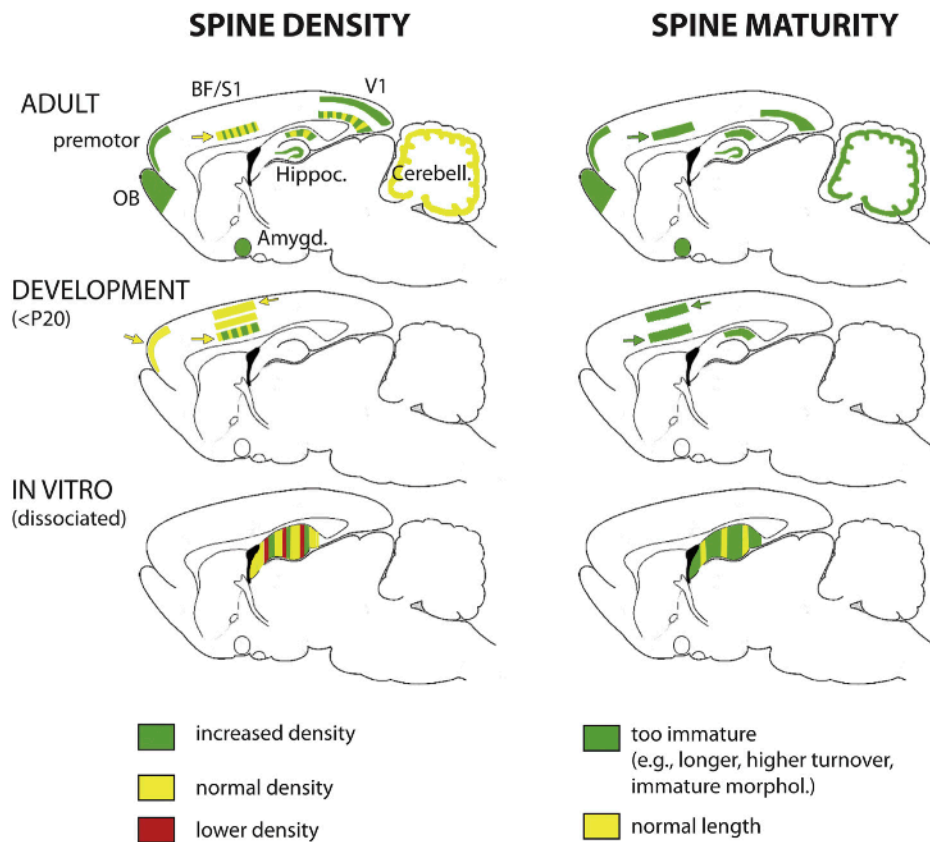 SPINE DENSITY
SPINE MATURITY
ADULT
BF/S1
V1
premotor
OB
Hippoc.
Cerebell.
Amygd.
DEVELOPMENT
(<P20)
IN VITRO
(dissociated)
increased density
normal density
lower density
too immature
(e.g., longer, higher turnover,
immature morphol.)
normal length